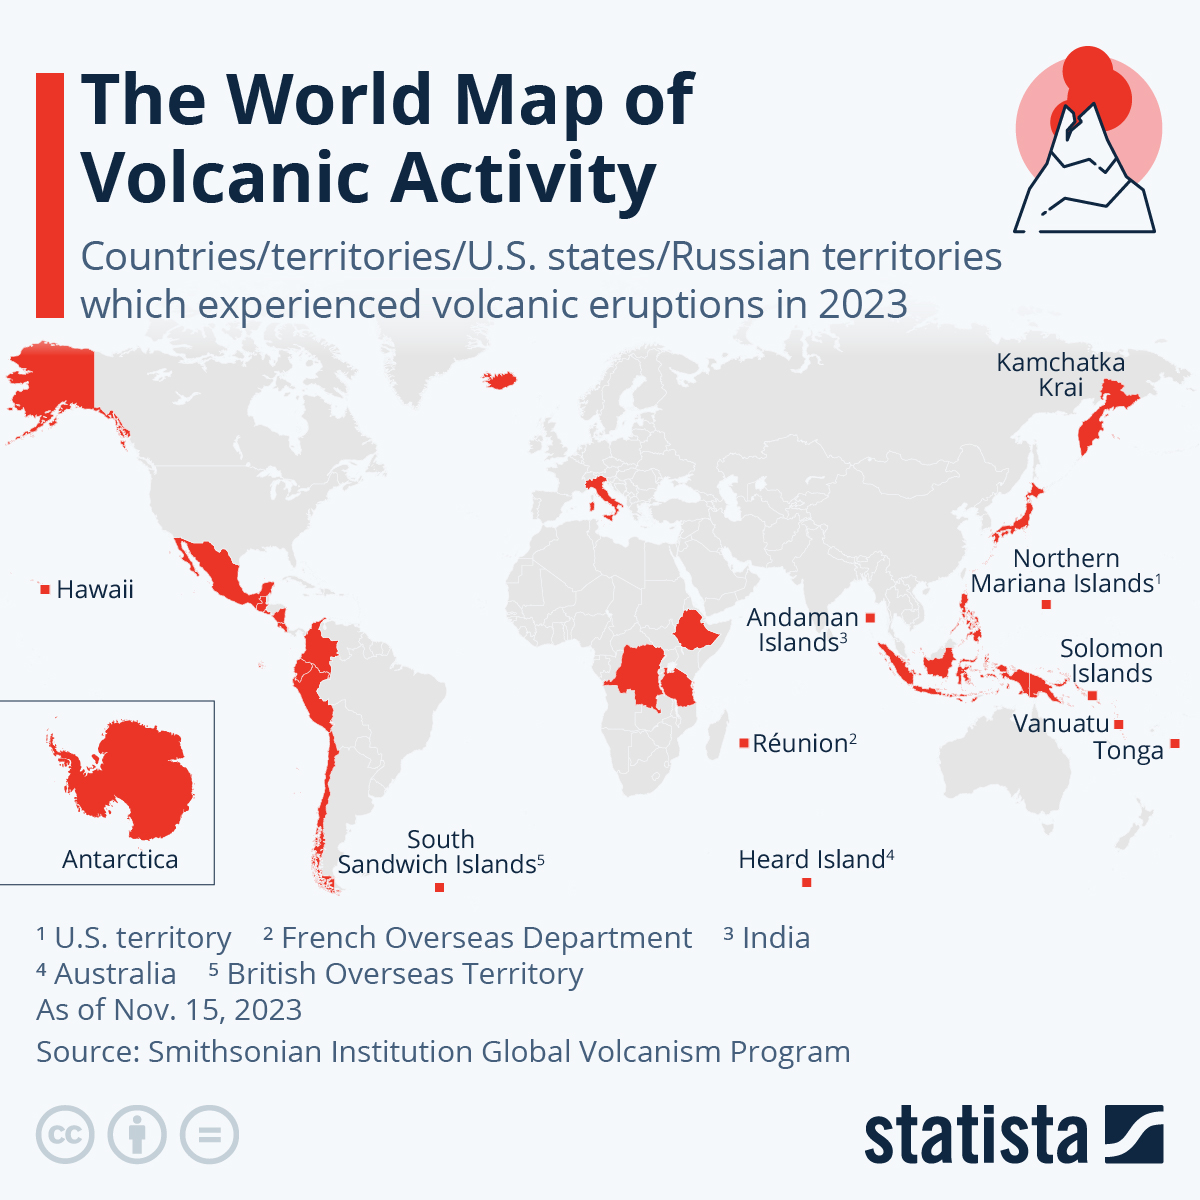 The World Map of
Volcanic Activity
Countries/territories/U.S. states/Russian territories
which experienced volcanic eruptions in 2023
Kamchatka
Krai
Northern
Mariana Islands¹
Hawaii
Andaman
Islands³
Solomon
Islands
Vanuatu
Tonga
Réunion²
South
Sandwich Islands⁵
Heard Island⁴
Antarctica
¹ U.S. territory ² French Overseas Department ³ India
⁴ Australia ⁵ British Overseas Territory
As of Nov. 15, 2023
Source: Smithsonian Institution Global Volcanism Program
cc
statista